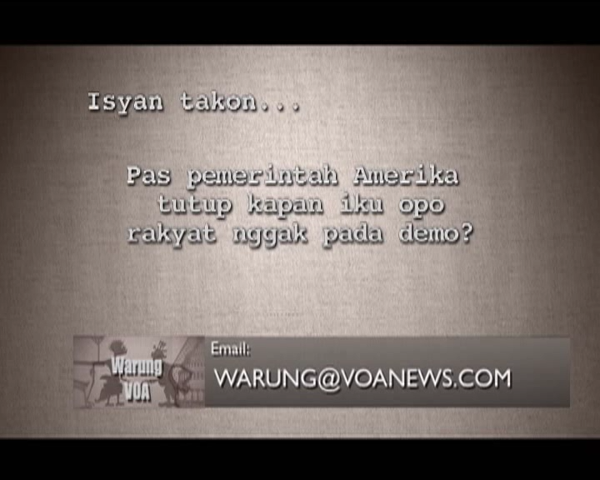 Isyan takon...
Pas pemerintah Amerika
tutup kapan iku opo
rakyat nggak pada demo?
Warung
VOA
Email:
WARUNG@VOANEWS.COM